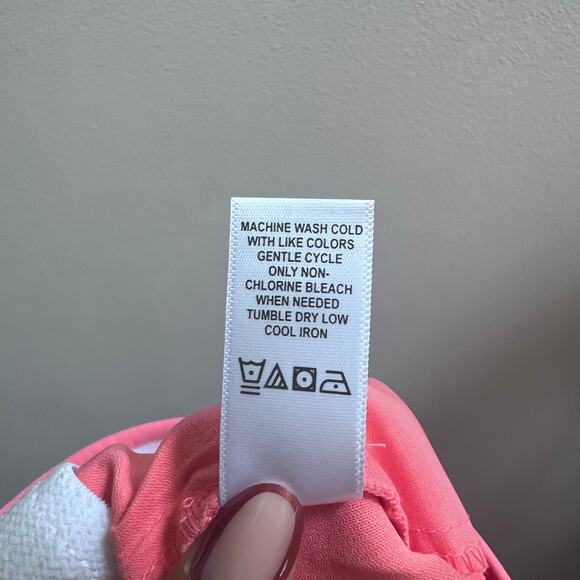 MACHINE WASH COLD
WITH LIKE COLORS
GENTLE CYCLE
ONLY NON-
CHLORINE BLEACH
WHEN NEEDED
TUMBLE DRY LOW
COOL IRON